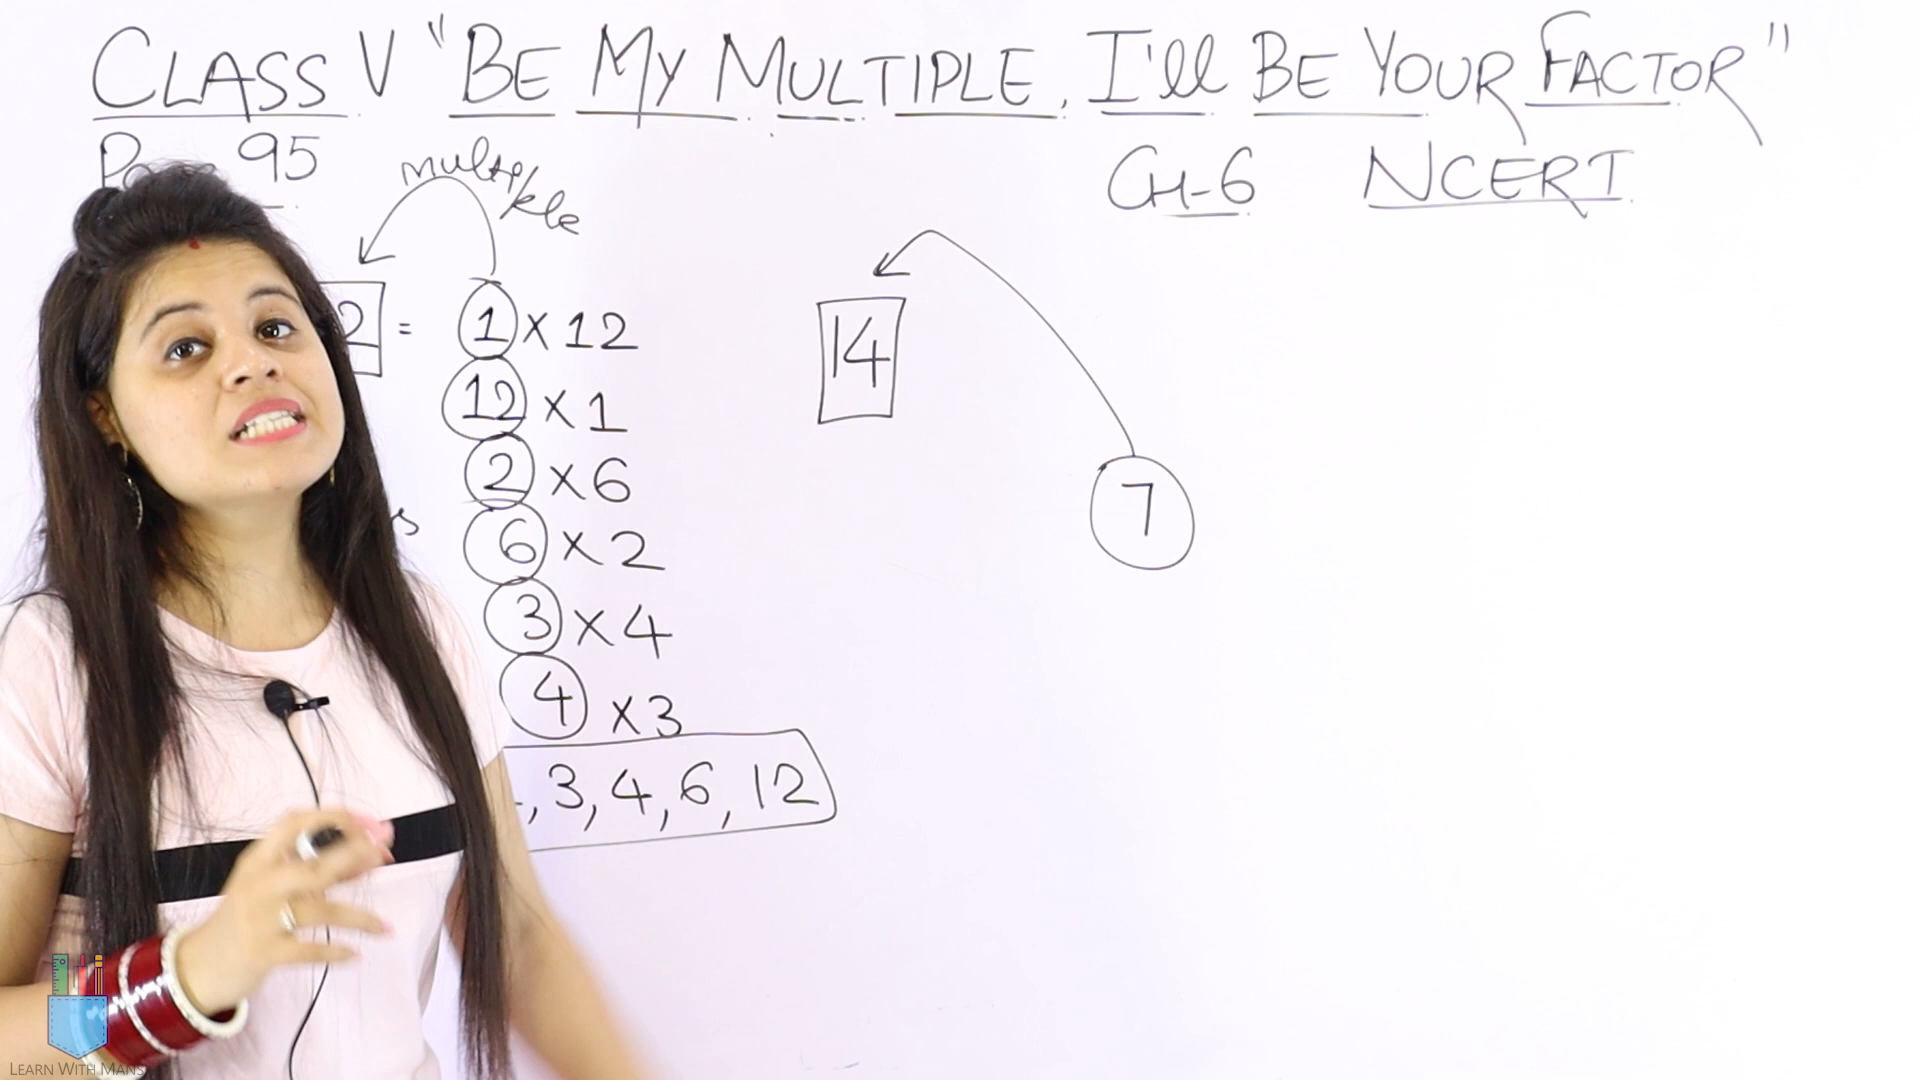 CLASS V "BE MY MULTIPLE, I'll BE YOUR FACTOR"
95
CH-6 NCERT
multiple
2 = 1 x 12
12 x 1
2 x 6
6 x 2
3 x 4
4 x 3
, 3, 4, 6, 12
14
7
LEARN WITH MANS